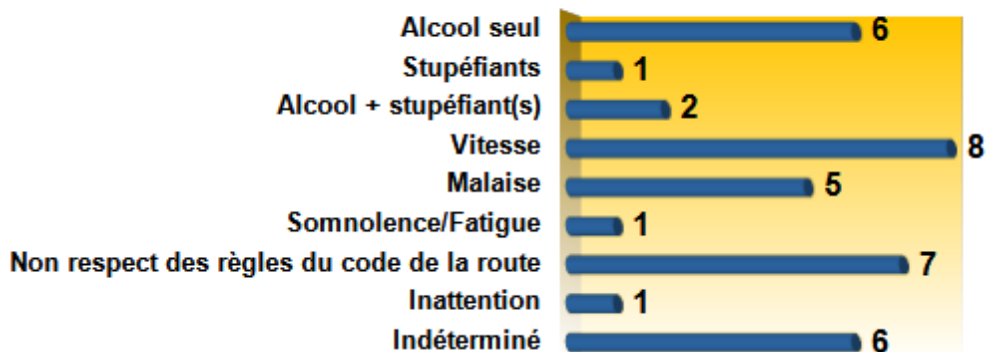 Alcool seul 6
Stupéfiants 1
Alcool + stupéfiant(s) 2
Vitesse 8
Malaise 5
Somnolence/Fatigue 1
Non respect des règles du code de la route 7
Inattention 1
Indéterminé 6